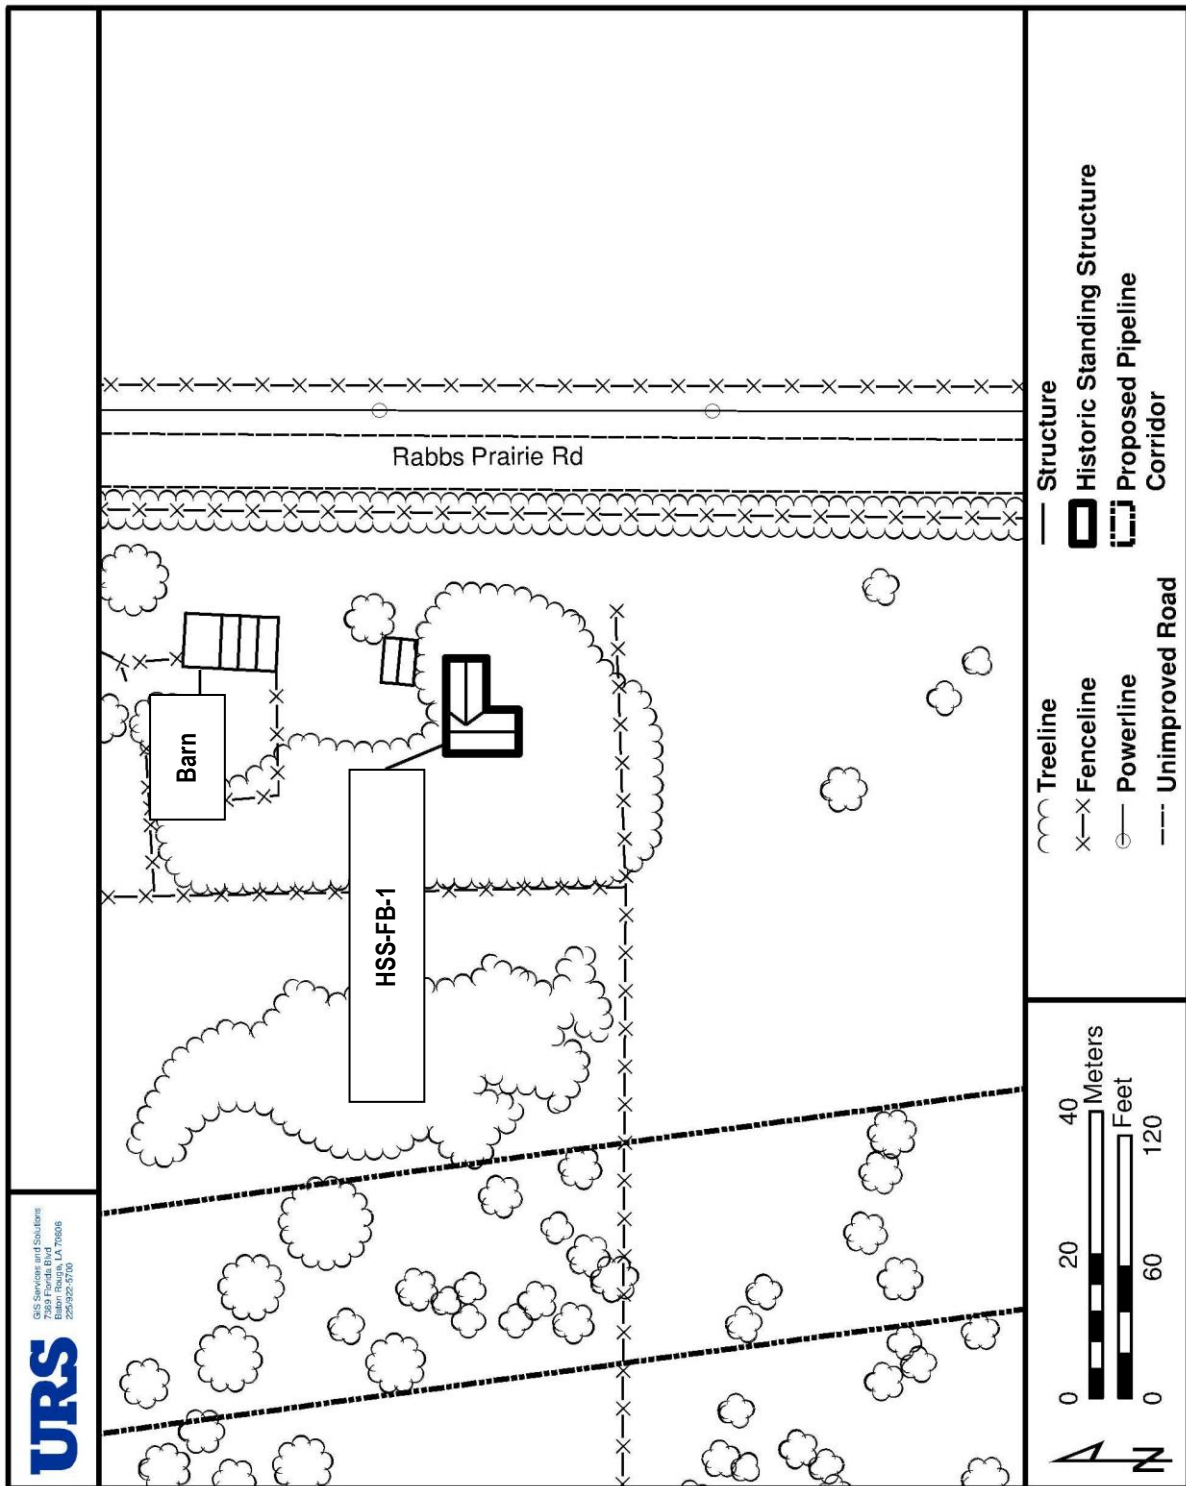 URS
GIS Services and Solutions
7389 Florida Blvd
Baton Rouge, LA 70806
225/922-5700
Barn
HSS-FB-1
Rabbs Prairie Rd
N
0 20 40
Meters
Feet
0 60 120
Treeline
Fenceline
Powerline
Unimproved Road
Structure
Historic Standing Structure
Proposed Pipeline
Corridor